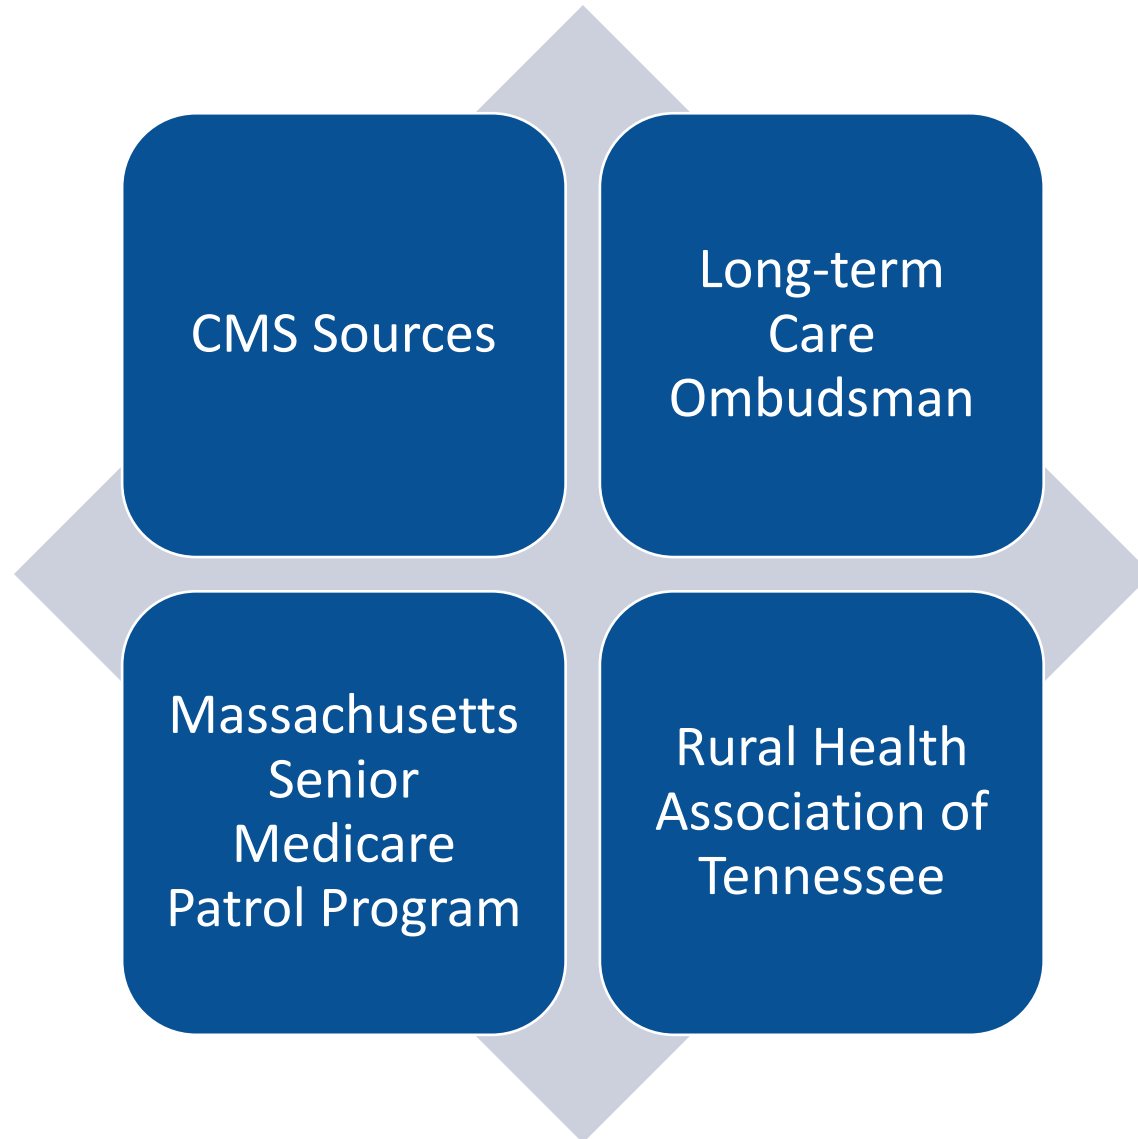 CMS Sources
Long-term
Care
Ombudsman
Massachusetts
Senior
Medicare
Patrol Program
Rural Health
Association of
Tennessee